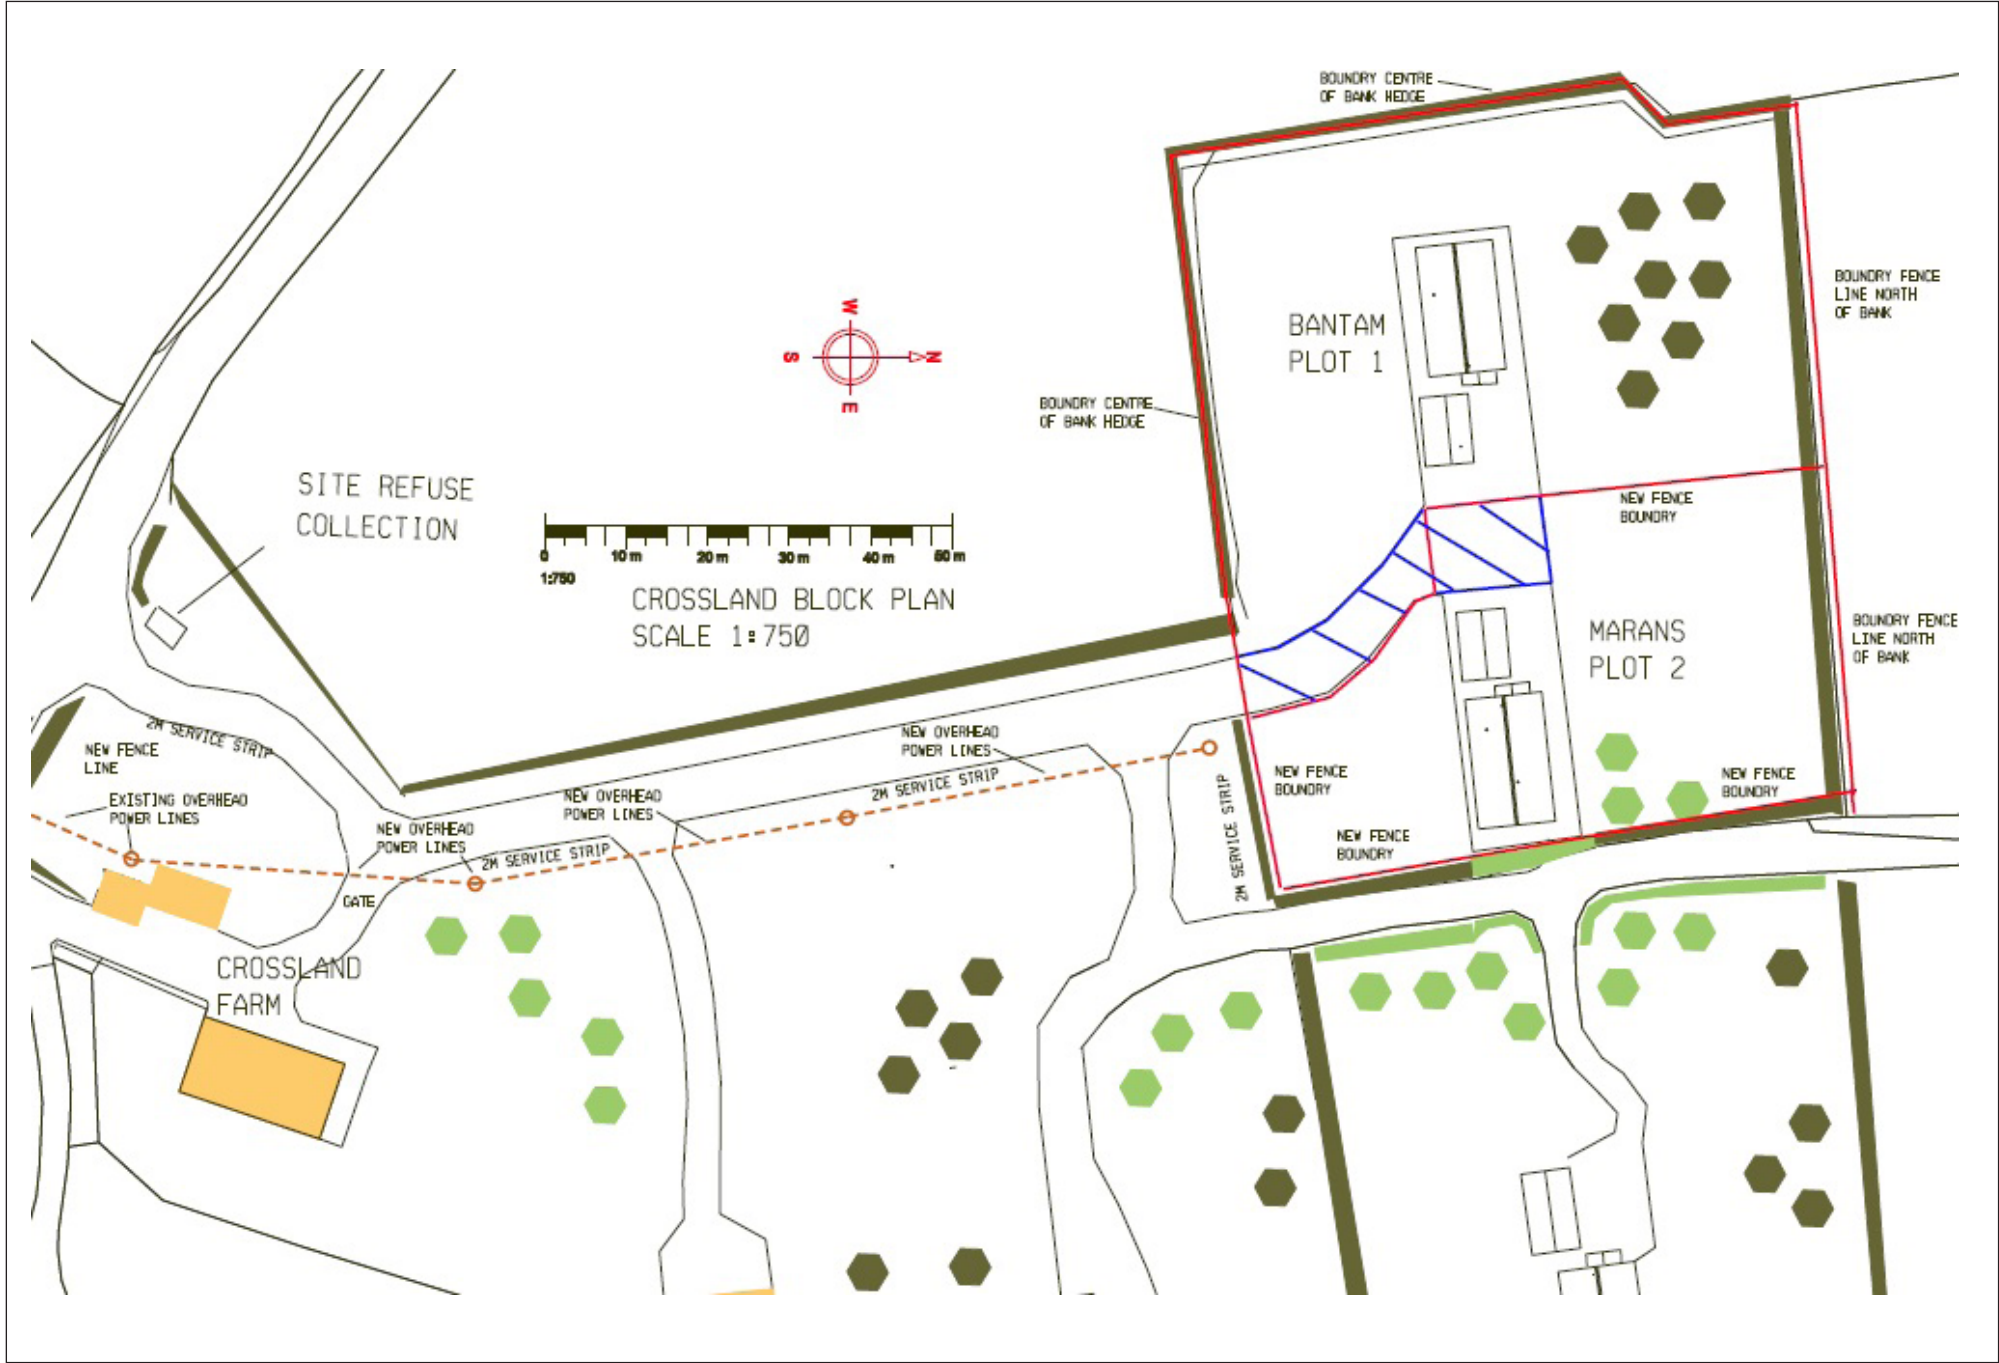 BOUNDRY CENTRE
OF BANK HEDGE
BOUNDRY FENCE
LINE NORTH
OF BANK
W
S
N
E
BANTAM
PLOT 1
BOUNDRY CENTRE
OF BANK HEDGE
SITE REFUSE
COLLECTION
NEW FENCE
BOUNDRY
0
10 m
20 m
30 m
40 m
50 m
1:750
CROSSLAND BLOCK PLAN
SCALE 1:750
MARANS
PLOT 2
BOUNDRY FENCE
LINE NORTH
OF BANK
2M SERVICE STRIP
NEW FENCE
LINE
NEW OVERHEAD
POWER LINES
2M SERVICE STRIP
NEW FENCE
BOUNDRY
NEW FENCE
BOUNDRY
EXISTING OVERHEAD
POWER LINES
NEW OVERHEAD
POWER LINES
NEW OVERHEAD
POWER LINES
2M SERVICE STRIP
2M SERVICE STRIP
NEW FENCE
BOUNDRY
GATE
CROSSLAND
FARM